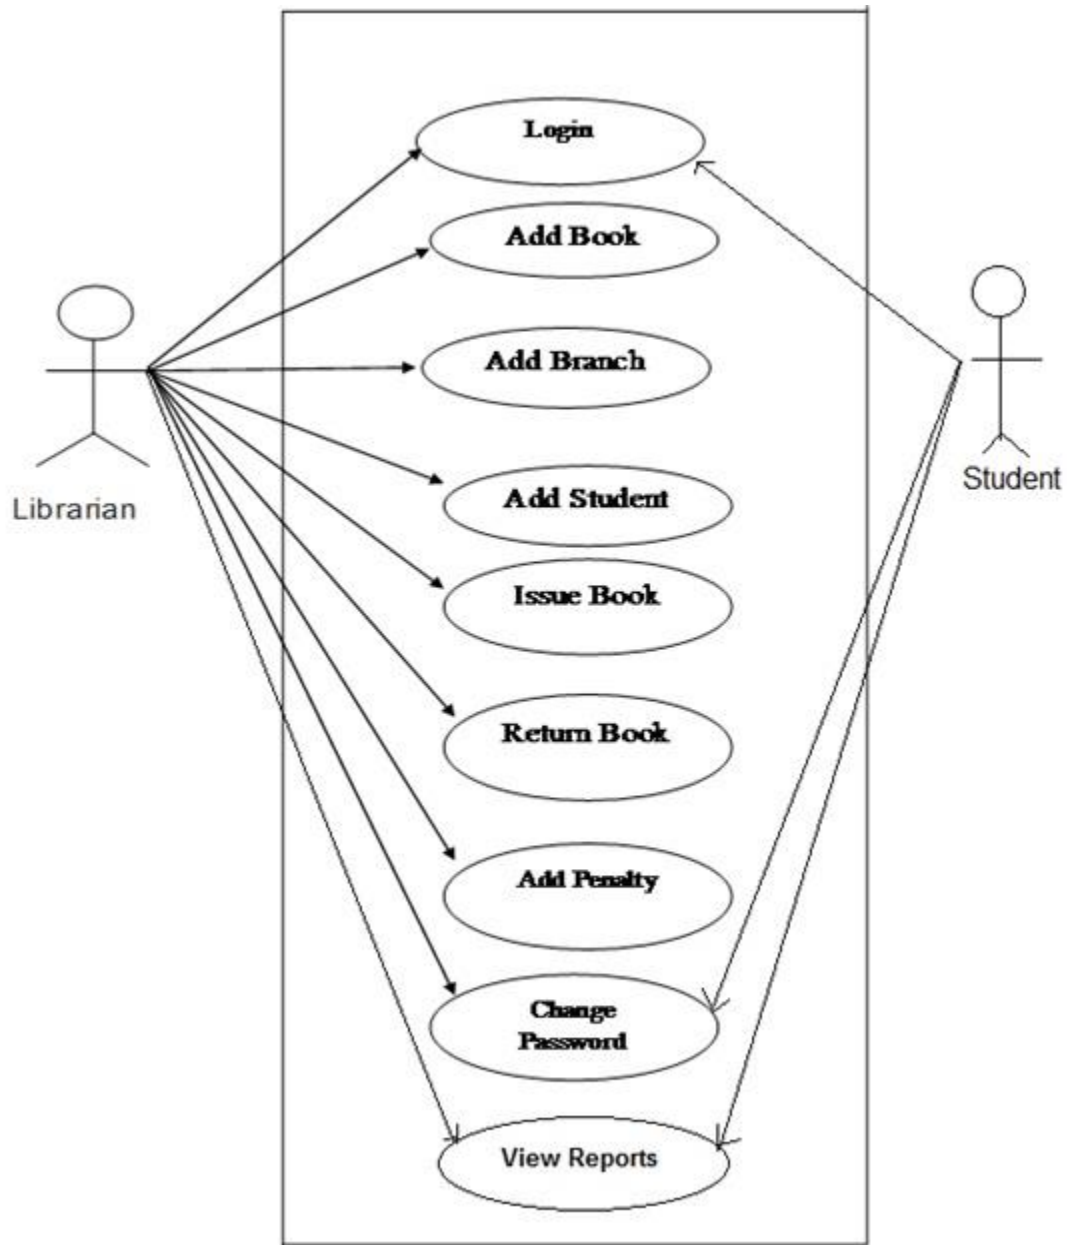 Login
Add Book
Add Branch
Add Student
Issue Book
Return Book
Add Penalty
Change
Password
View Reports
Librarian
Student